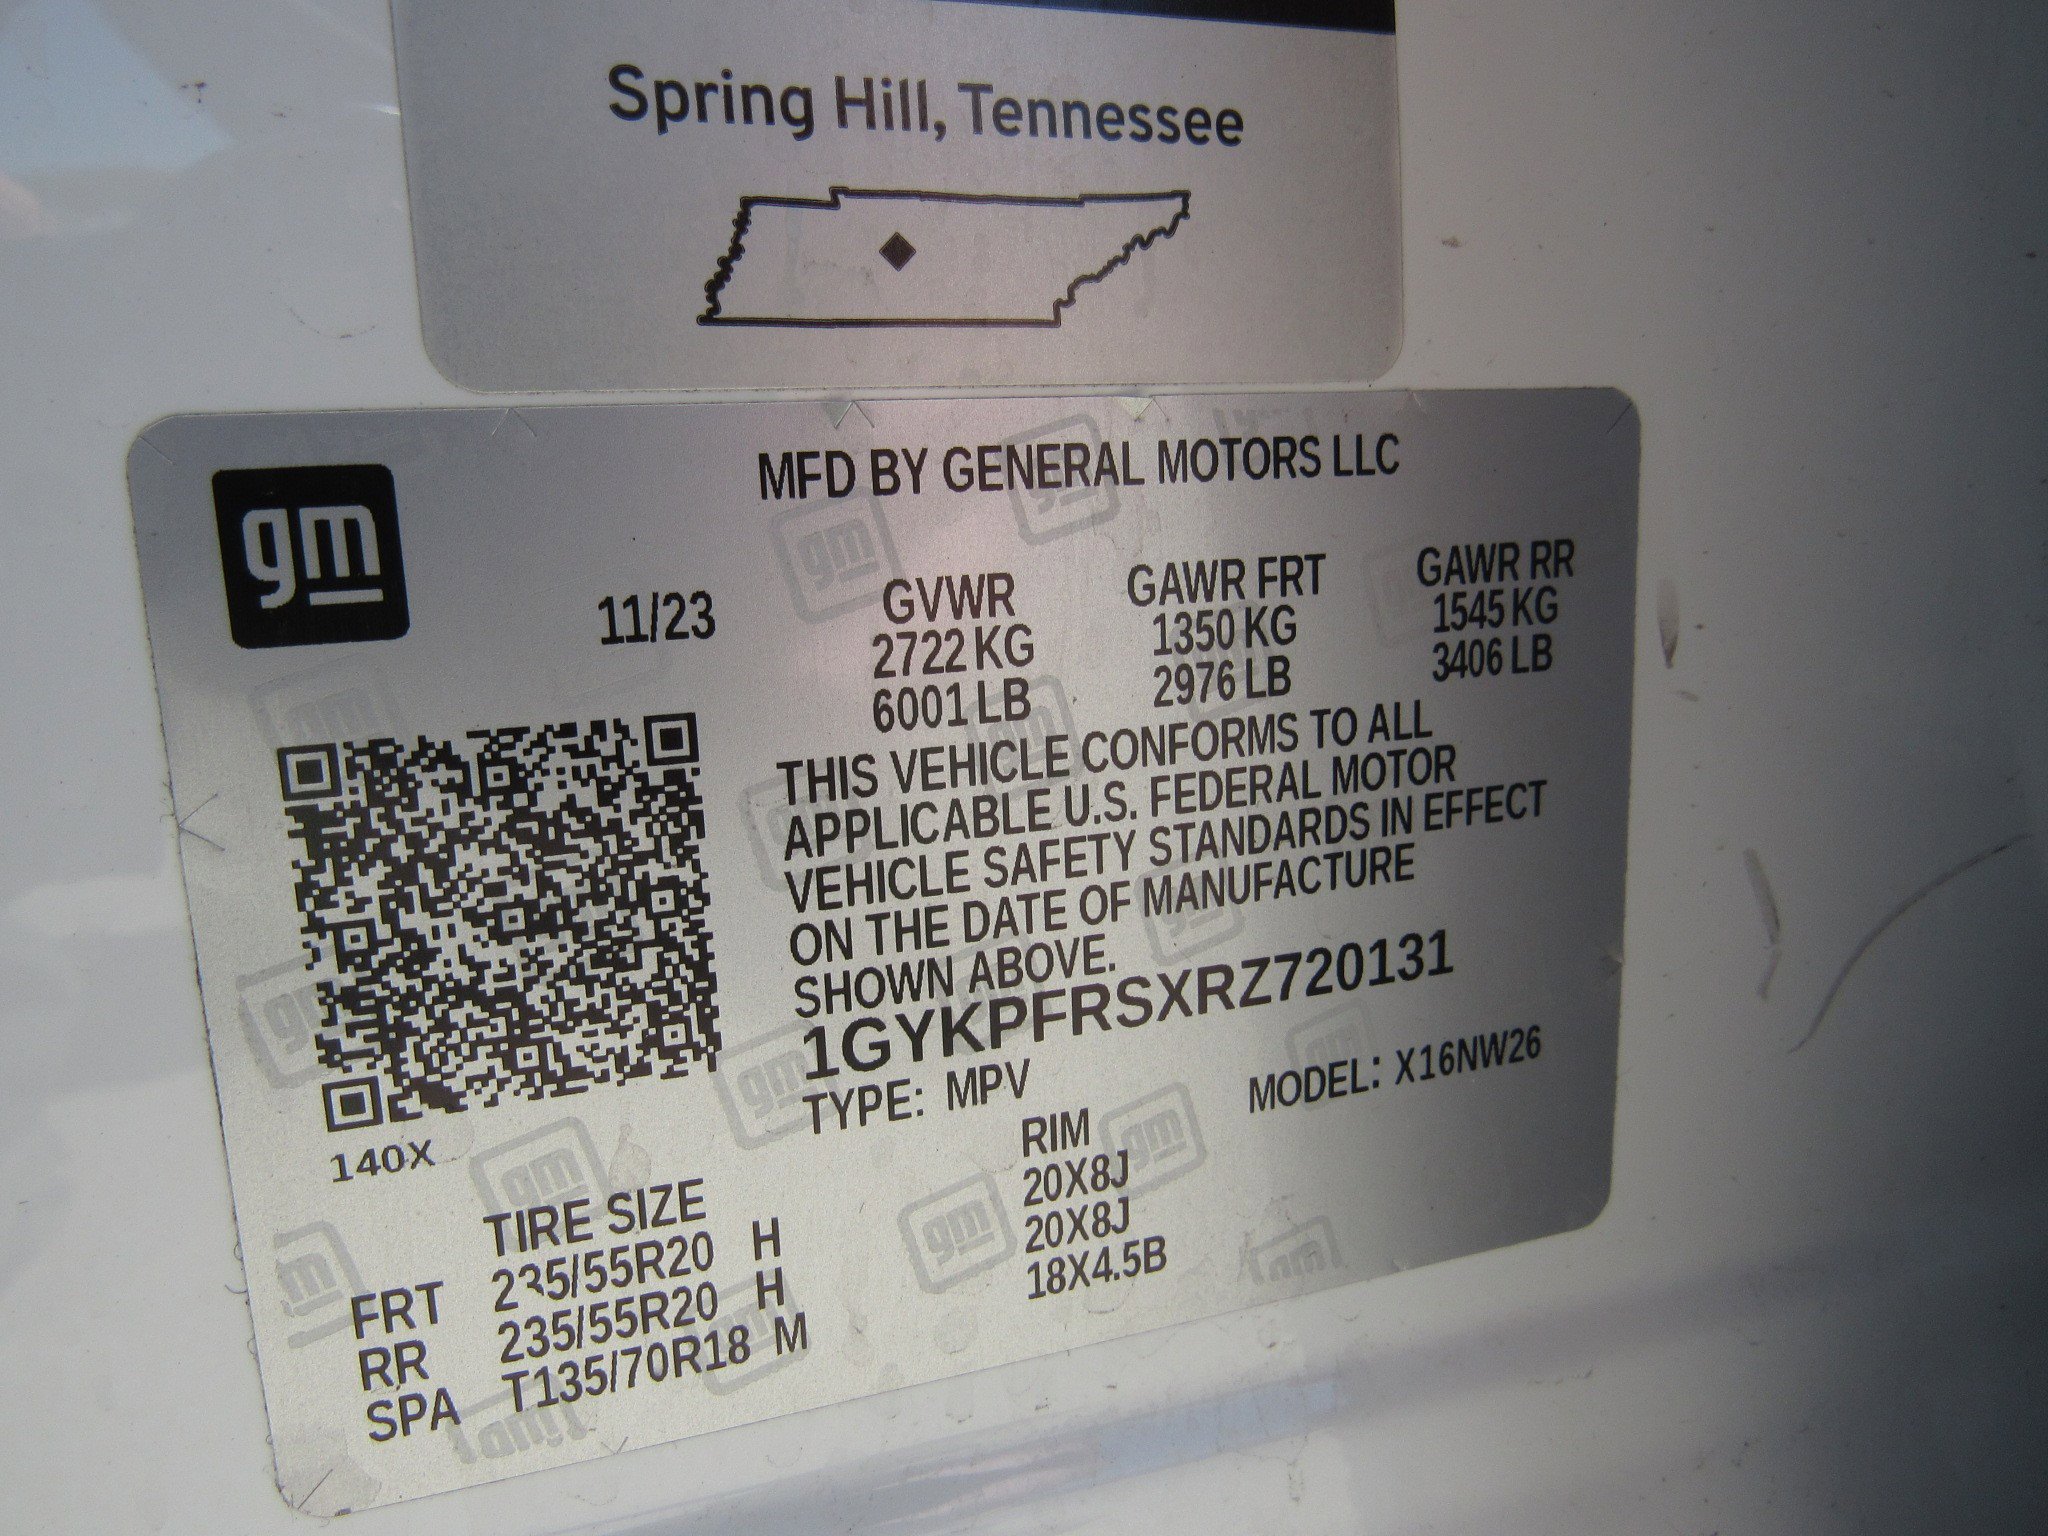 Spring Hill, Tennessee
gm
MFD BY GENERAL MOTORS LLC
11/23
GVWR GAWR FRT GAWR RR
2722 KG 1350 KG 1545 KG
6001 LB 2976 LB 3406 LB
THIS VEHICLE CONFORMS TO ALL
APPLICABLE U.S. FEDERAL MOTOR
VEHICLE SAFETY STANDARDS IN EFFECT
ON THE DATE OF MANUFACTURE
SHOWN ABOVE.
1GYKPFRSXRZ720131
TYPE: MPV MODEL: X16NW26
140X
TIRE SIZE RIM
FRT 235/55R20 H 20X8J
RR 235/55R20 H 20X8J
SPA T135/70R18 M 18X4.5B